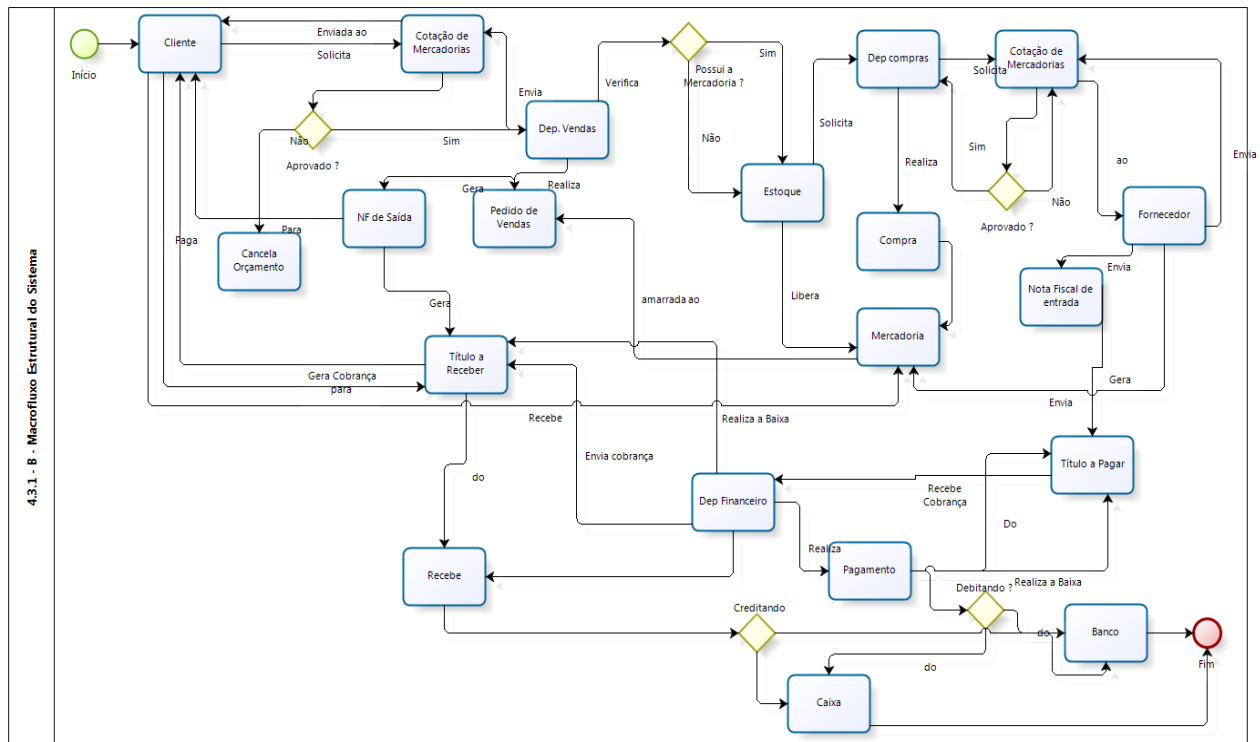 4.3.1 - B - Macrofluxo Estrutural do Sistema
Início
Cliente
Enviada ao
Solicita
Cotação de
Mercadorias
Envia
Verifica
Possui a
Mercadoria ?
Sim
Não
Dep compras
Solicita
Cotação de
Mercadorias
Dep. Vendas
Não
Aprovado ?
Sim
Solicita
Realiza
Sim
Não
Aprovado ?
ao
Envia
Gera
Realiza
Estoque
NF de Saída
Pedido de
Vendas
Fornecedor
Paga
Para
Cancela
Orçamento
Compra
Envia
Nota Fiscal de
entrada
Gera
amarrada ao
Libera
Mercadoria
Título a
Receber
Gera Cobrança
para
Gera
Envia
Recebe
Realiza a Baixa
Envia cobrança
do
Título a Pagar
Recebe
Cobrança
Dep Financeiro
Do
Realiza
Pagamento
Realiza a Baixa
Recebe
Debitando ?
Creditando
do
Banco
Fim
do
Caixa